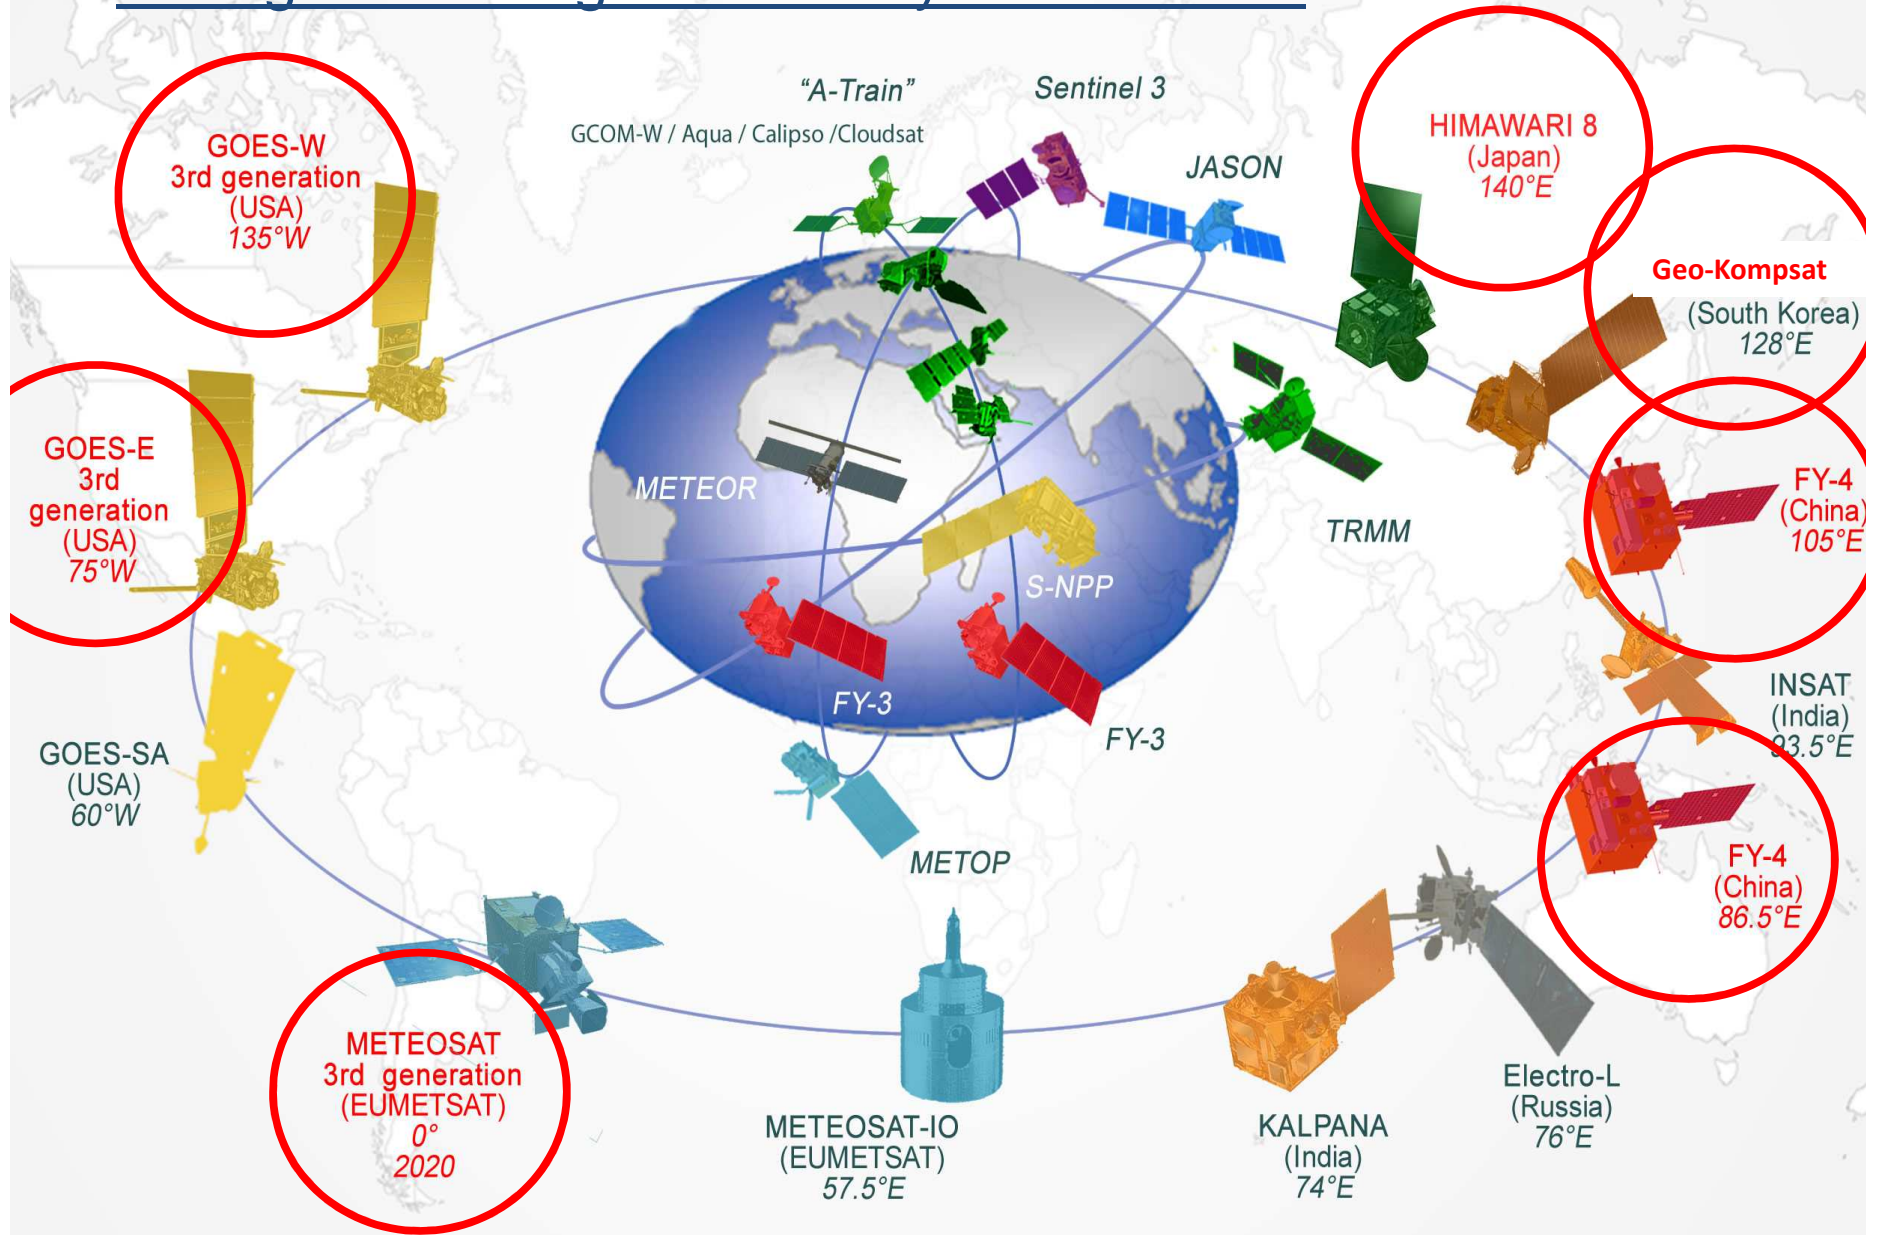 "A-Train"
GCOM-W / Aqua / Calipso /Cloudsat
Sentinel 3
JASON
HIMAWARI 8
(Japan)
140°E
GOES-W
3rd generation
(USA)
135°W
Geo-Kompsat
(South Korea)
128°E
GOES-E
3rd
generation
(USA)
75°W
METEOR
TRMM
FY-4
(China)
105°E
S-NPP
FY-3
FY-3
INSAT
(India)
93.5°E
GOES-SA
(USA)
60°W
METOP
FY-4
(China)
86.5°E
METEOSAT
3rd generation
(EUMETSAT)
0°
2020
METEOSAT-IO
(EUMETSAT)
57.5°E
KALPANA
(India)
74°E
Electro-L
(Russia)
76°E